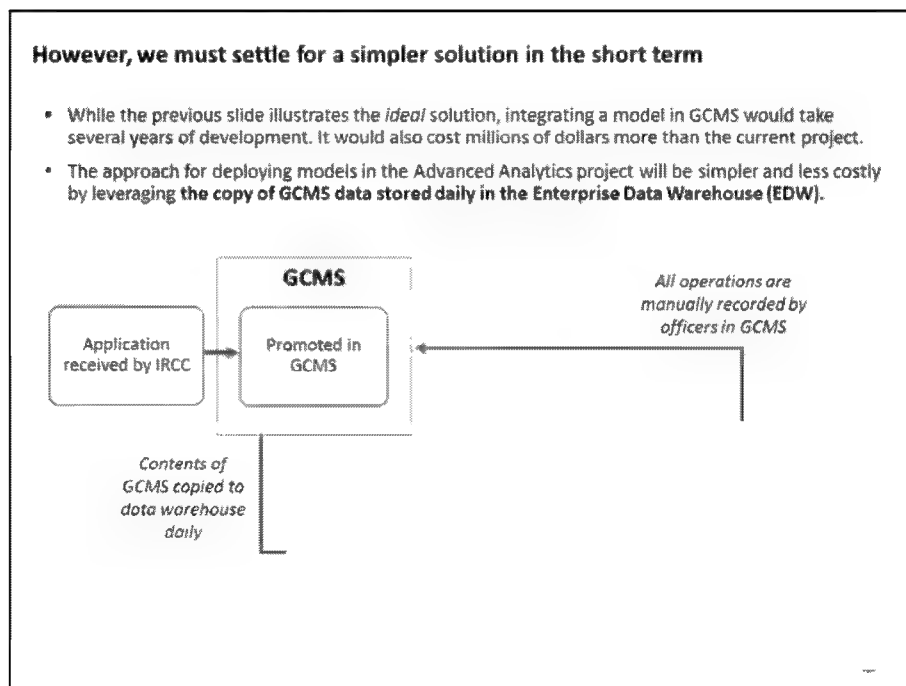 However, we must settle for a simpler solution in the short term
• While the previous slide illustrates the ideal solution, integrating a model in GCMS would take
several years of development. It would also cost millions of dollars more than the current project.
• The approach for deploying models in the Advanced Analytics project will be simpler and less costly
by leveraging the copy of GCMS data stored daily in the Enterprise Data Warehouse (EDW).
GCMS
All operations are
manually recorded by
officers in GCMS
Application
received by IRCC
Promoted in
GCMS
Contents of
GCMS copied to
data warehouse
daily